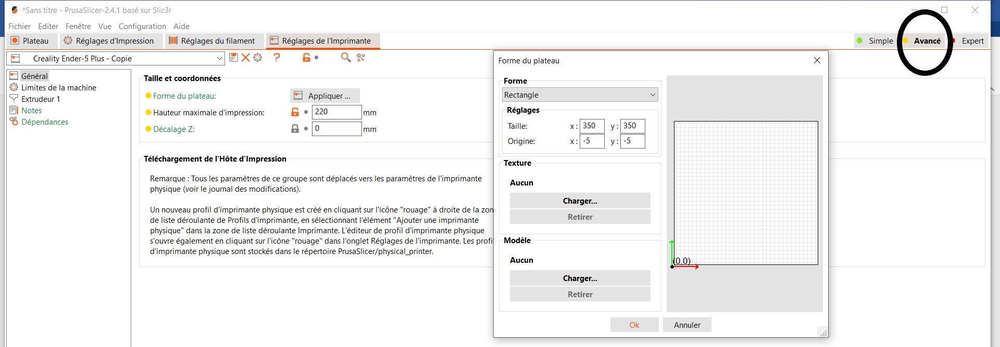 *Sans titre - PrusaSlicer-2.4.1 basé sur Slic3r
Fichier Editer Fenêtre Vue Configuration Aide
Plateau Réglages d'Impression Réglages du filament Réglages de l'Imprimante Simple Avancé Expert
Creality Ender-5 Plus - Copie
Général
Limites de la machine
Extrudeur 1
Notes
Dépendances
Taille et coordonnées
Forme du plateau: Appliquer ...
Hauteur maximale d'impression: 220 mm
Décalage Z: 0 mm
Téléchargement de l'Hôte d'Impression
Remarque : Tous les paramètres de ce groupe sont déplacés vers les paramètres de l'imprimante
physique (voir le journal des modifications).
Un nouveau profil d'imprimante physique est créé en cliquant sur l'icône "rouage" à droite de la zon
de liste déroulante de Profils d'imprimante, en sélectionnant l'élément "Ajouter une imprimante
physique" dans la zone de liste déroulante Imprimante. L'éditeur de profil d'imprimante physique
s'ouvre également en cliquant sur l'icône "rouage" dans l'onglet Réglages de l'imprimante. Les profi
d'imprimante physique sont stockés dans le répertoire PrusaSlicer/physical_printer.
Forme du plateau
Forme
Rectangle
Réglages
Taille: x : 350 y : 350
Origine: x : -5 y : -5
Texture
Aucun
Charger...
Retirer
Modèle
Aucun
Charger...
Retirer
(0,0)
Ok Annuler